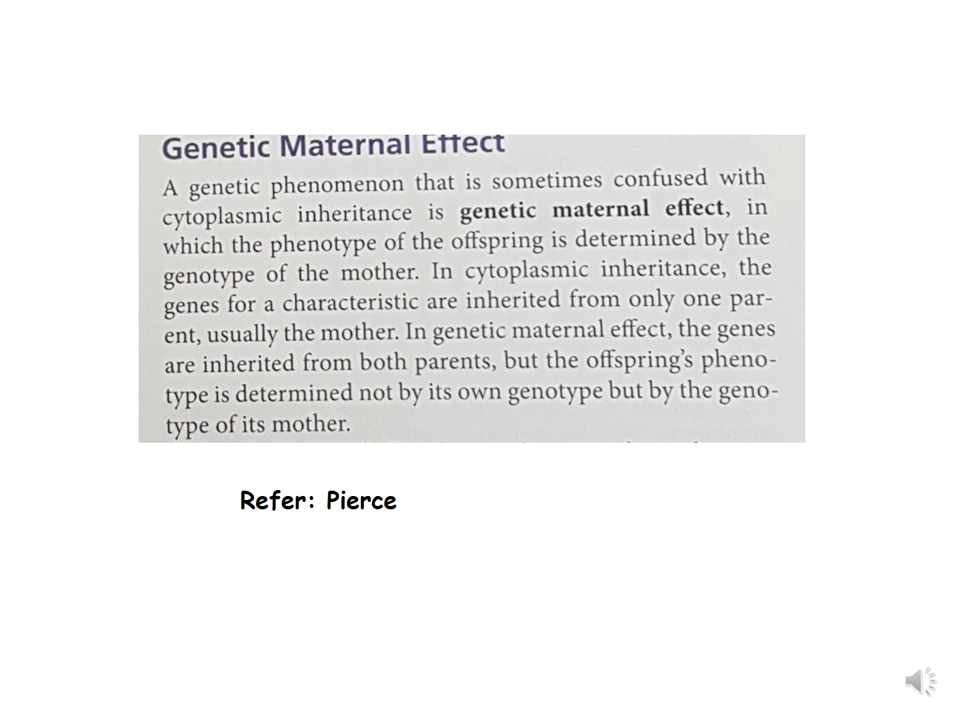 Genetic Maternal Effect
A genetic phenomenon that is sometimes confused with
cytoplasmic inheritance is genetic maternal effect, in
which the phenotype of the offspring is determined by the
genotype of the mother. In cytoplasmic inheritance, the
genes for a characteristic are inherited from only one par-
ent, usually the mother. In genetic maternal effect, the genes
are inherited from both parents, but the offspring's pheno-
type is determined not by its own genotype but by the geno-
type of its mother.
Refer: Pierce